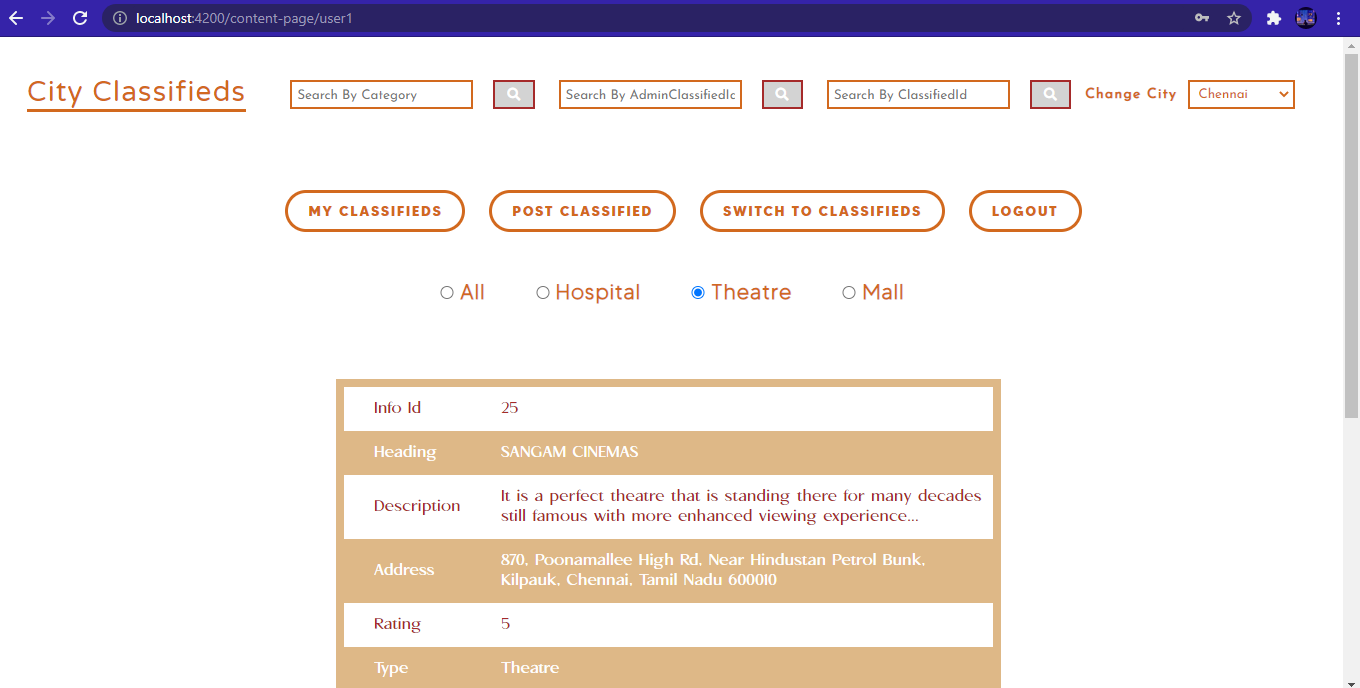 localhost:4200/content-page/user1
City Classifieds
Search By Category
Search By AdminClassifiedIc
Search By ClassifiedId
Change City
Chennai
MY CLASSIFIEDS
POST CLASSIFIED
SWITCH TO CLASSIFIEDS
LOGOUT
All
Hospital
Theatre
Mall
Info Id 25
Heading SANGAM CINEMAS
Description It is a perfect theatre that is standing there for many decades
still famous with more enhanced viewing experience...
Address 870, Poonamallee High Rd, Near Hindustan Petrol Bunk,
Kilpauk, Chennai, Tamil Nadu 600010
Rating 5
Type Theatre